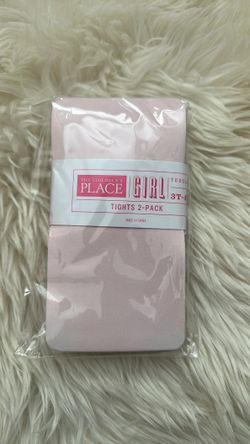 THE CHILDREN'S
PLACE
GIRL
3T-
TIGHTS 2-PACK